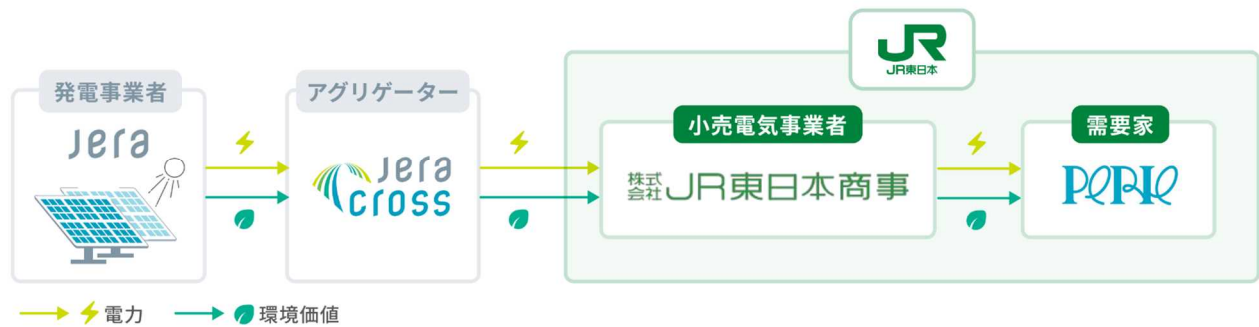 JR
JR東日本
発電事業者
アグリゲーター
小売電気事業者
需要家
Jera
Jera
cross
株式
会社
JR東日本商事
PERIE
電力
環境価値